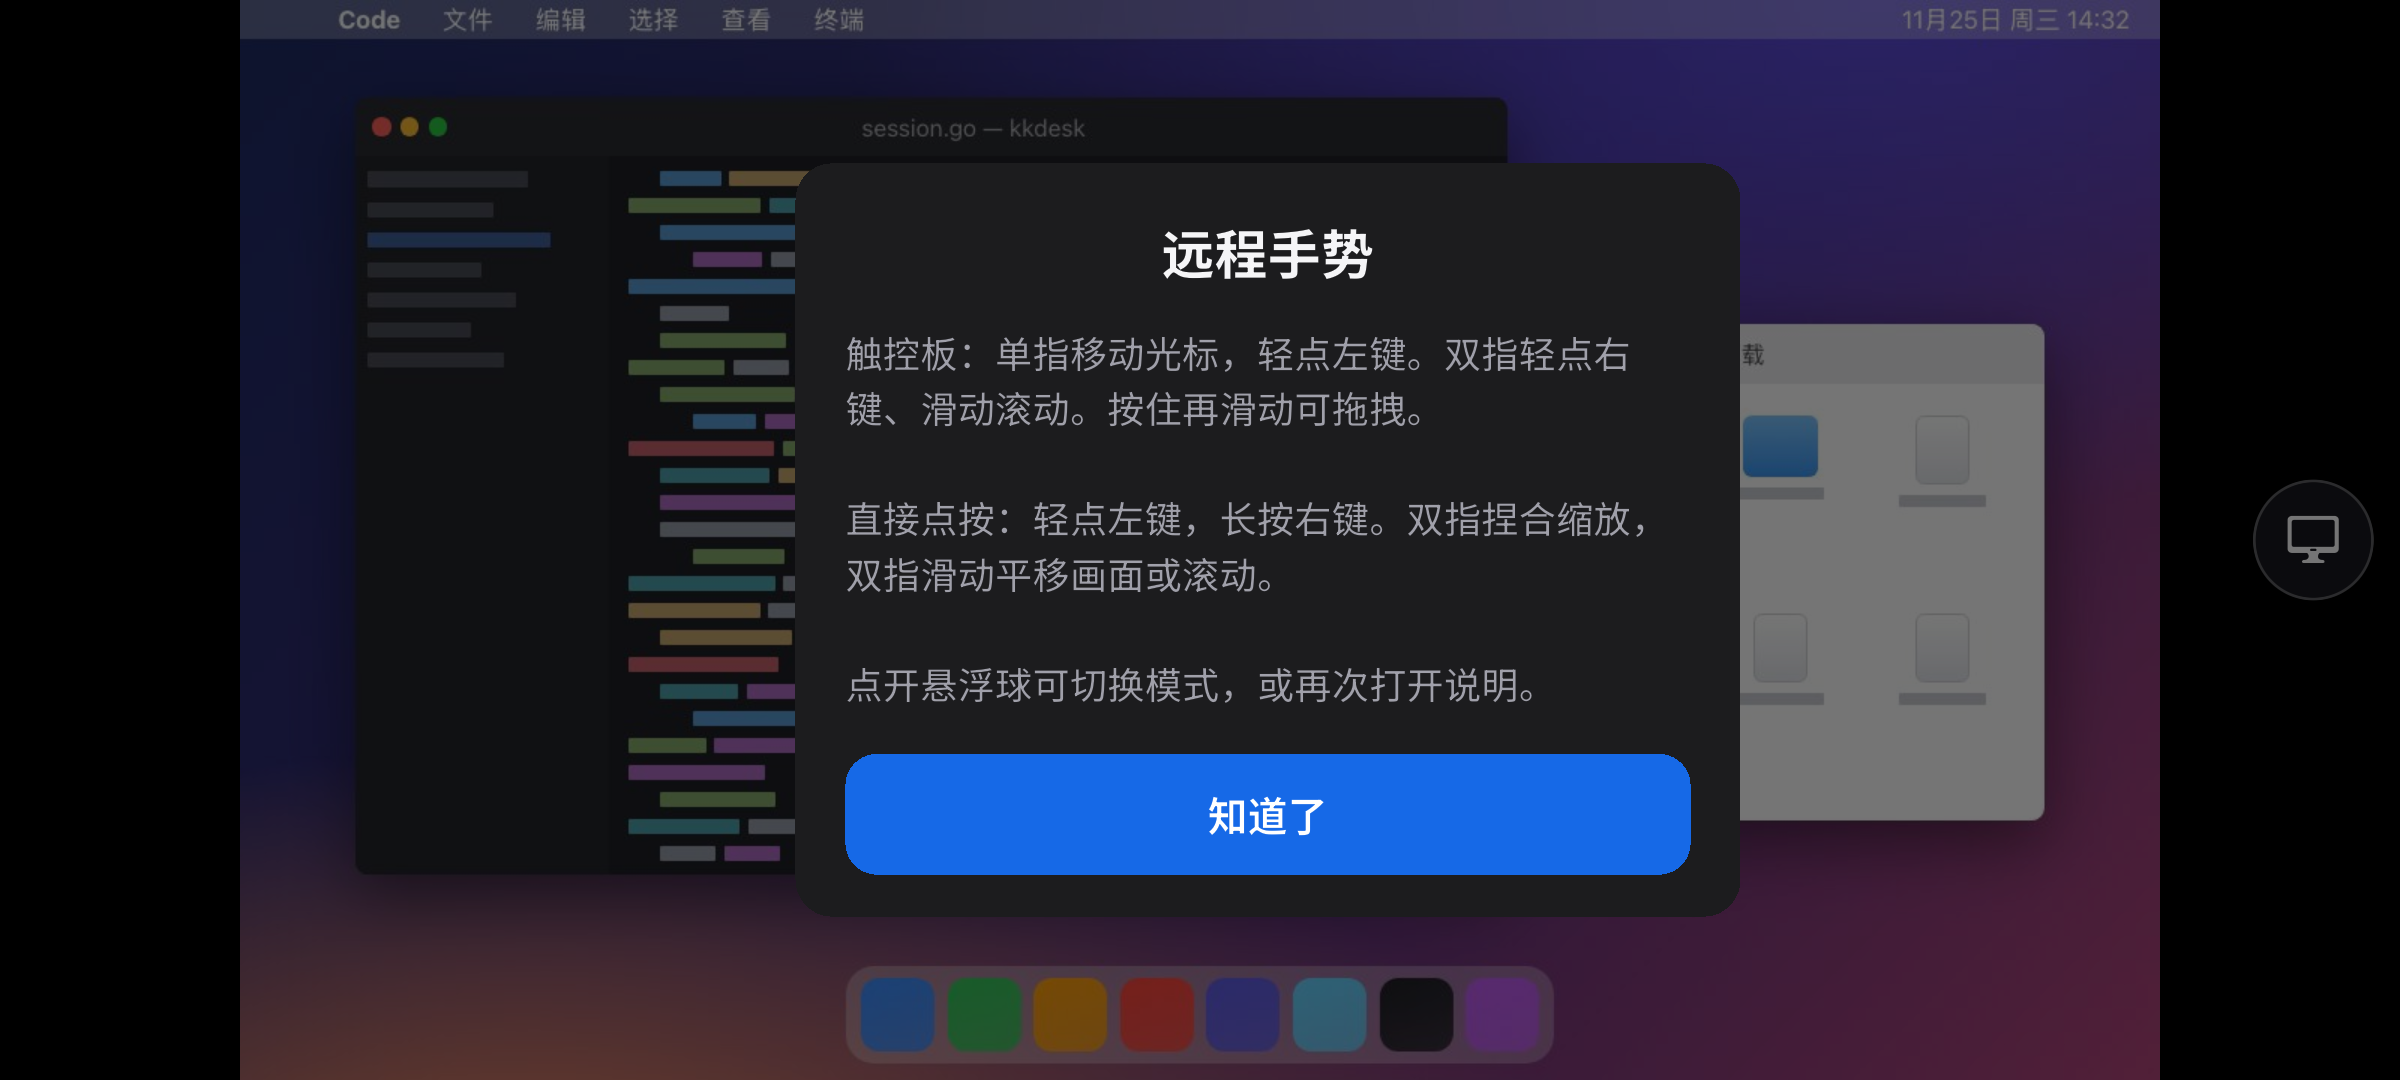 Code 文件 编辑 选择 查看 终端 11月25日 周三 14:32
session.go — kkdesk
远程手势
触控板：单指移动光标，轻点左键。双指轻点右
键、滑动滚动。按住再滑动可拖拽。
载
直接点按：轻点左键，长按右键。双指捏合缩放，
双指滑动平移画面或滚动。
点开悬浮球可切换模式，或再次打开说明。
知道了